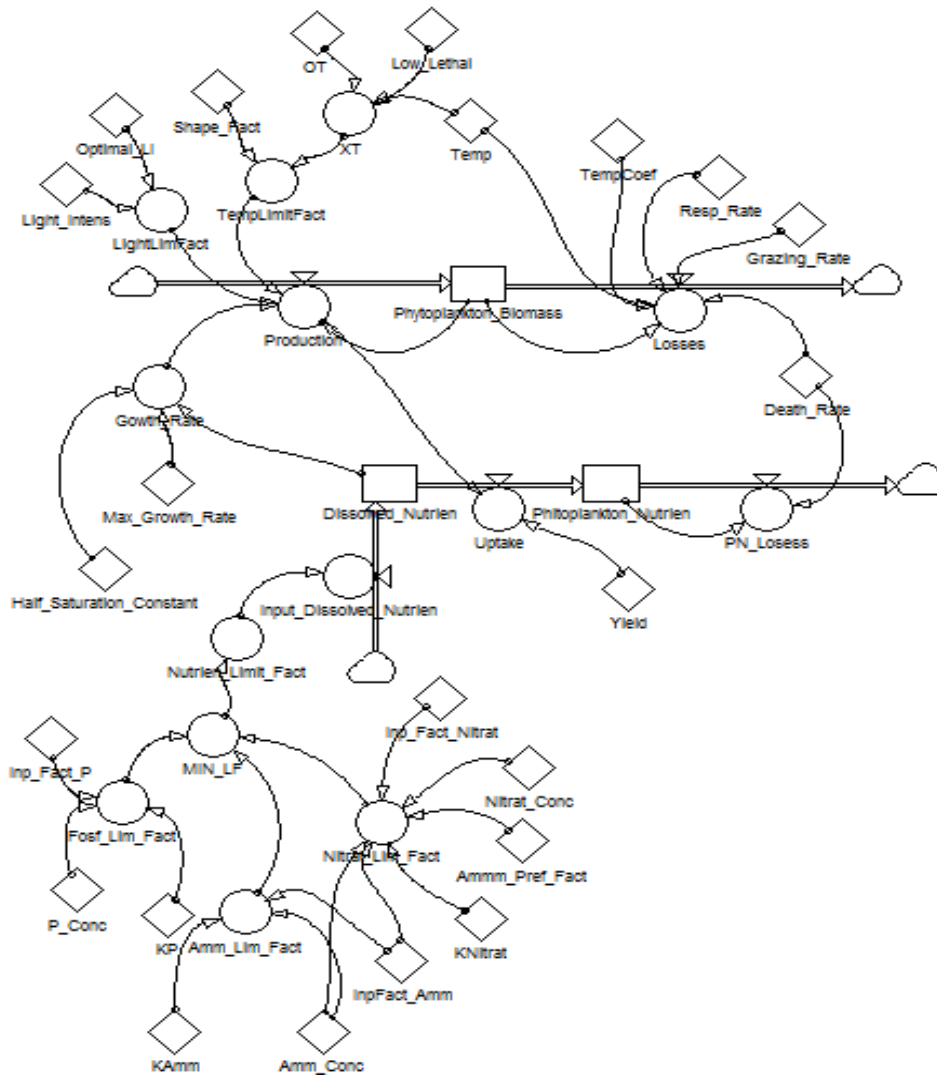 OT
Low_Lethal
Shape_Fact
Optimal_LI
XT
Temp
TempCoef
Light_Intens
TempLimitFact
Resp_Rate
LightLimFact
Grazing_Rate
Phytoplankton_Biomass
Production
Losses
Gowth_Rate
Death_Rate
Max_Growth_Rate
Dissolved_Nutrien
Phitoplankton_Nutrien
Uptake
PN_Losess
Half_Saturation_Constant
Input_Dissolved_Nutrien
Yield
Nutrien_Limit_Fact
Inp_Fact_Nitrat
Inp_Fact_P
MIN_LF
Nitrat_Conc
Fosf_Lim_Fact
Nitrat_Lim_Fact
Ammm_Pref_Fact
P_Conc
KP
Amm_Lim_Fact
KNitrat
InpFact_Amm
KAmm
Amm_Conc